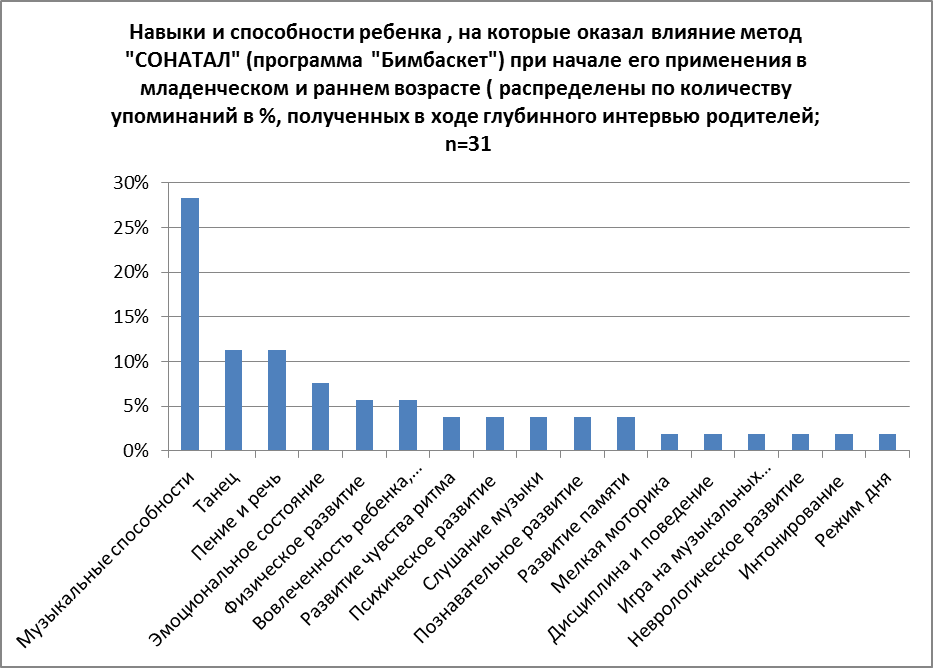 Навыки и способности ребенка , на которые оказал влияние метод
"СОНАТАЛ" (программа "Бимбаскет") при начале его применения в
младенческом и раннем возрасте ( распределены по количеству
упоминаний в %, полученных в ходе глубинного интервью родителей;
n=31
30%
25%
20%
15%
10%
5%
0%
Музыкальные способности
Танец
Пение и речь
Эмоциональное состояние
Физическое развитие
Вовлеченность ребенка,...
Развитие чувства ритма
Психическое развитие
Слушание музыки
Познавательное развитие
Развитие памяти
Мелкая моторика
Дисциплина и поведение
Игра на музыкальных...
Неврологическое развитие
Интонирование
Режим дня